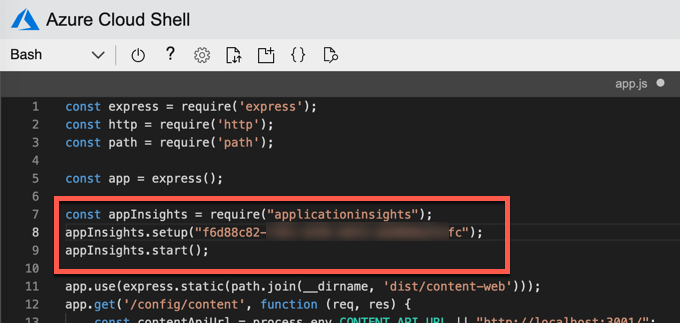 Azure Cloud Shell
Bash
?
{}
app.js
1 const express = require('express');
2 const http = require('http');
3 const path = require('path');
4
5 const app = express();
6
7 const appInsights = require("applicationinsights");
8 appInsights.setup("f6d88c82- fc");
9 appInsights.start();
10
11 app.use(express.static(path.join(__dirname, 'dist/content-web')));
12 app.get('/config/content', function (req, res) {
13 const contentApiUrl = process.env.CONTENT_API_URL || "http://localhost:3001/";